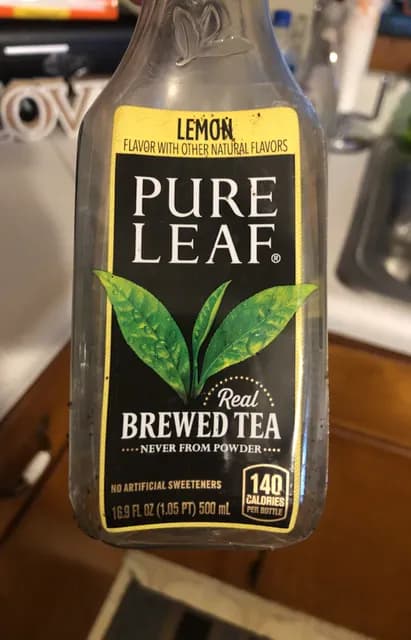 LOV
LEMON
FLAVOR WITH OTHER NATURAL FLAVORS
PURE
LEAF®
Real
BREWED TEA
NEVER FROM POWDER
NO ARTIFICIAL SWEETENERS
16.9 FL OZ (1.05 PT) 500 mL
140
CALORIES
PER BOTTLE